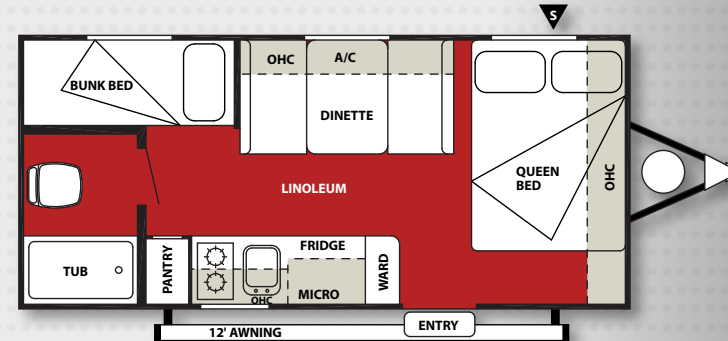 S
OHC
A/C
BUNK BED
DINETTE
LINOLEUM
QUEEN
BED
OHC
TUB
PANTRY
FRIDGE
MICRO
OHC
WARD
ENTRY
12' AWNING